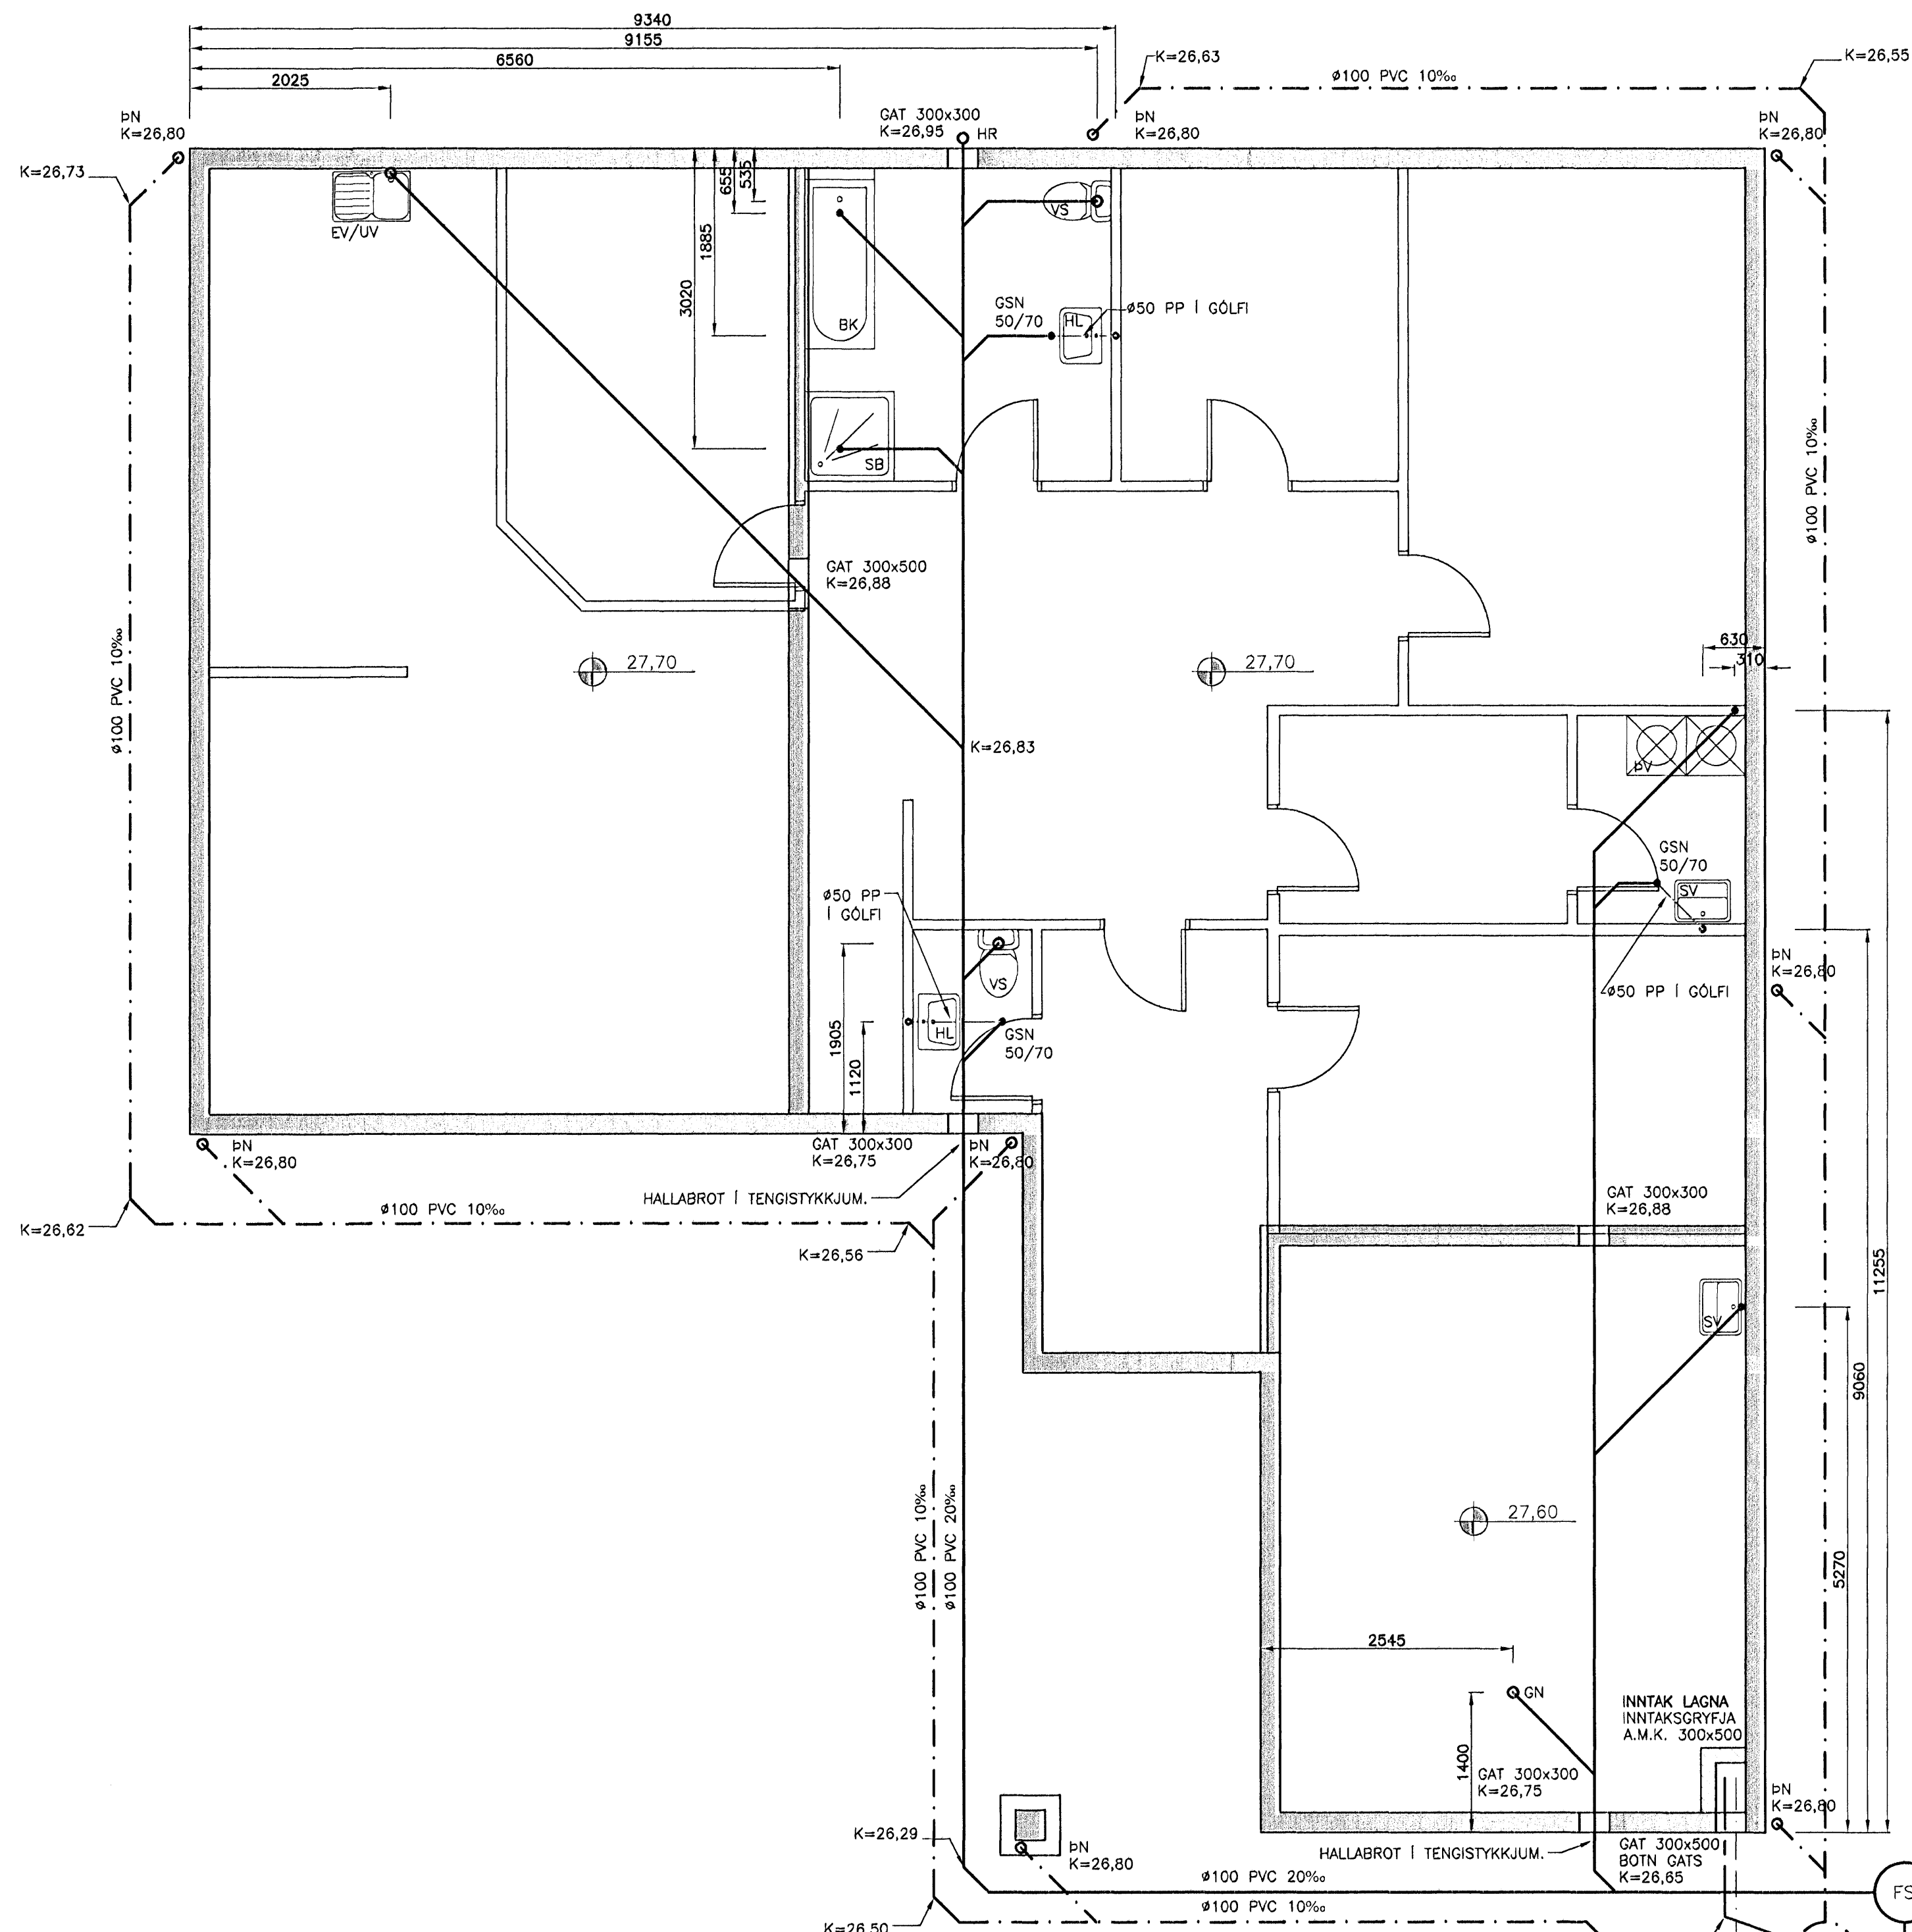 9340
9155
6560
2025
K=26,63
ø100 PVC 10‰
K=26,55
ÞN
K=26,80
GAT 300x300
K=26,95
HR
ÞN
K=26,80
ÞN
K=26,80
K=26,73
EV/UV
655
535
1885
3020
VS
BK
GSN
50/70
HL
ø50 PP Í GÓLFI
SB
ø100 PVC 10‰
GAT 300x500
K=26,88
ø100 PVC 10‰
27,70
27,70
630
310
K=26,83
ÞV
GSN
50/70
SV
ø50 PP
Í GÓLFI
VS
HL
GSN
50/70
1905
1120
ÞN
K=26,80
ø50 PP Í GÓLFI
ÞN
K=26,80
GAT 300x300
K=26,75
ÞN
K=26,80
HALLABROT Í TENGISTYKKJUM.
ø100 PVC 10‰
K=26,62
K=26,56
GAT 300x300
K=26,88
11255
9060
5270
SV
ø100 PVC 10‰
ø100 PVC 20‰
27,60
2545
GN
1400
INNTAK LAGNA
INNTAKSGRYFJA
A.M.K. 300x500
GAT 300x300
K=26,75
ÞN
K=26,80
K=26,29
ÞN
K=26,80
HALLABROT Í TENGISTYKKJUM.
GAT 300x500
BOTN GATS
K=26,65
ø100 PVC 20‰
ø100 PVC 10‰
FS
K=26,50